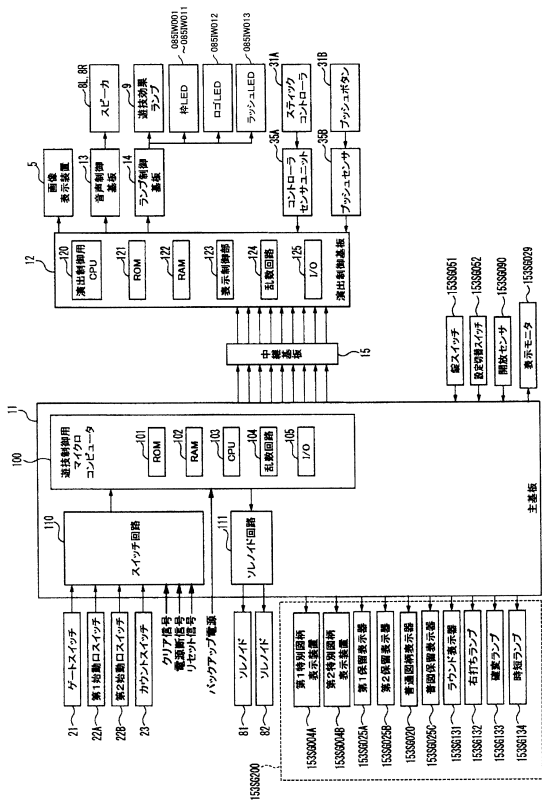 11
100
遊技制御用
マイクロ
コンピュータ
101
ROM
102
RAM
103
CPU
104
乱数回路
105
I/O
主基板
110
スイッチ回路
111
ソレノイド回路
21
ゲートスイッチ
22A
第1始動口スイッチ
22B
第2始動口スイッチ
23
カウントスイッチ
クリア信号
電源断信号
リセット信号
バックアップ電源
81
ソレノイド
82
ソレノイド
153SG200
153SG004A
第1特別図柄
表示装置
153SG004B
第2特別図柄
表示装置
153SG025A
第1保留表示器
153SG025B
第2保留表示器
153SG020
普通図柄表示器
153SG025C
普図保留表示器
153SG131
ラウンド表示器
153SG132
右打ちランプ
153SG133
確変ランプ
153SG134
時短ランプ
中継基板
15
錠スイッチ
153SG051
設定切替スイッチ
153SG052
開放センサ
153SG090
表示モニタ
153SG029
12
120
演出制御用
CPU
121
ROM
122
RAM
123
表示制御部
124
乱数回路
125
I/O
演出制御基板
5
画像
表示装置
13
音声制御
基板
8L, 8R
スピーカ
14
ランプ制御
基板
9
遊技効果
ランプ
枠LED
085IW001
~085IW011
ロゴLED
085IW012
ラッシュLED
085IW013
35A
コントローラ
センサユニット
31A
スティック
コントローラ
35B
プッシュセンサ
31B
プッシュボタン